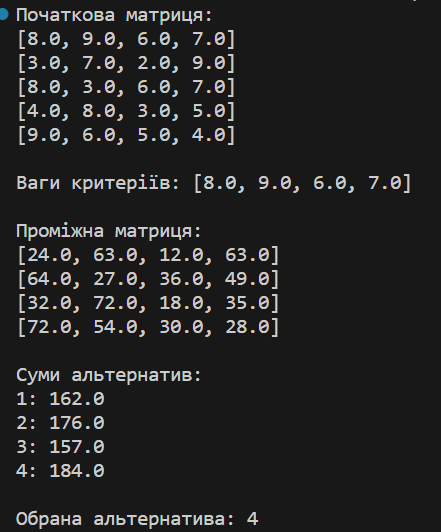 Початкова матриця:
[8.0, 9.0, 6.0, 7.0]
[3.0, 7.0, 2.0, 9.0]
[8.0, 3.0, 6.0, 7.0]
[4.0, 8.0, 3.0, 5.0]
[9.0, 6.0, 5.0, 4.0]
Ваги критеріїв: [8.0, 9.0, 6.0, 7.0]
Проміжна матриця:
[24.0, 63.0, 12.0, 63.0]
[64.0, 27.0, 36.0, 49.0]
[32.0, 72.0, 18.0, 35.0]
[72.0, 54.0, 30.0, 28.0]
Суми альтернатив:
1: 162.0
2: 176.0
3: 157.0
4: 184.0
Обрана альтернатива: 4